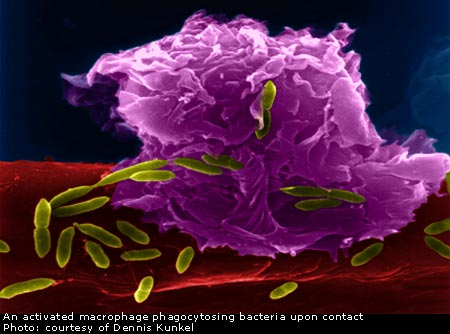 An activated macrophage phagocytosing bacteria upon contact
Photo: courtesy of Dennis Kunkel